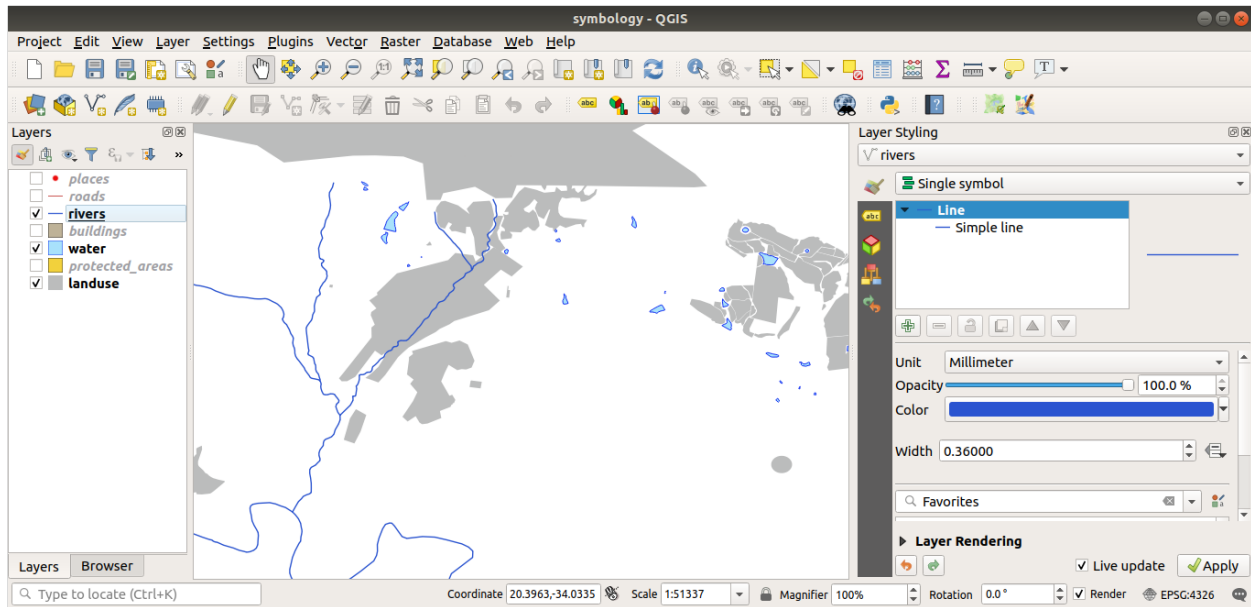 symbology - QGIS
Project Edit View Layer Settings Plugins Vector Raster Database Web Help
Layers
places
roads
rivers
buildings
water
protected_areas
landuse
Layers Browser
Layer Styling
rivers
Single symbol
Line
Simple line
Unit Millimeter
Opacity 100.0 %
Color
Width 0.36000
Favorites
Layer Rendering
Live update Apply
Type to locate (Ctrl+K) Coordinate 20.3963,-34.0335 Scale 1:51337 Magnifier 100% Rotation 0.0 ° Render EPSG:4326